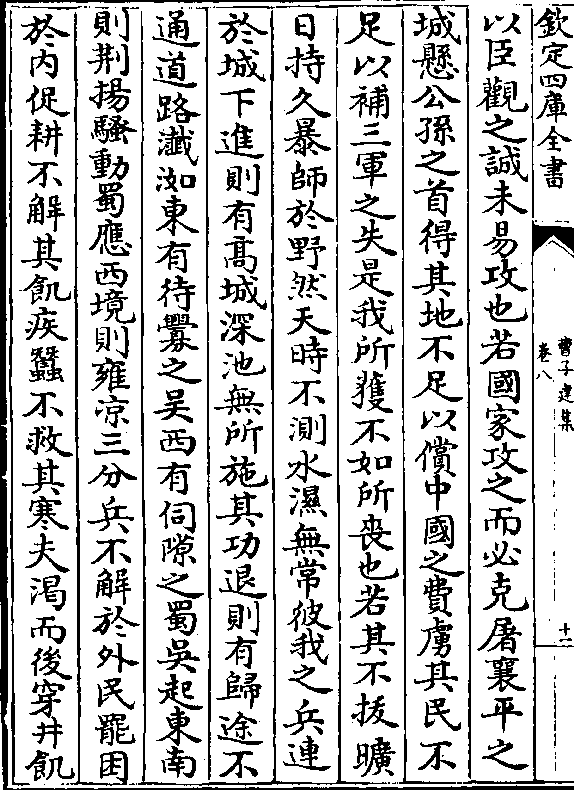 欽定四庫全書
曹子建集
卷八
十二
以臣觀之誠未易攻也若國家攻之而必克屠襄平之
城懸公孫之首得其地不足以償中國之費虜其民不
足以補三軍之失是我所獲不如所喪也若其不拔曠
日持久暴師於野然天時不測水濕無常彼我之兵連
於城下進則有高城深池無所施其功退則有歸途不
通道路瀸洳東有待釁之吳西有伺隙之蜀吳起東南
則荆揚騷動蜀應西境則雍凉三分兵不解於外民罷困
於内促耕不解其飢疾蠶不救其寒夫渴而後穿井飢